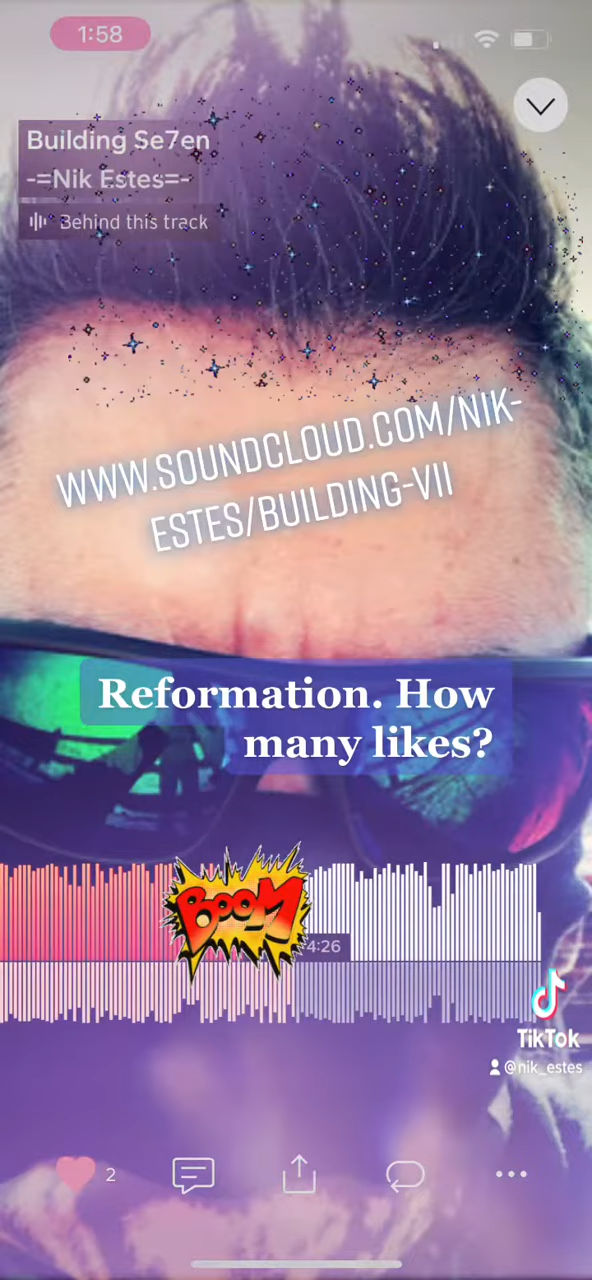 1:58
Building Se7en
-=Nik Estes=-
Behind this track
WWW.SOUNDCLOUD.COM/NIK-
ESTES/BUILDING-VII
Reformation. How
many likes?
BOOM
4:26
TikTok
@nik_estes
2